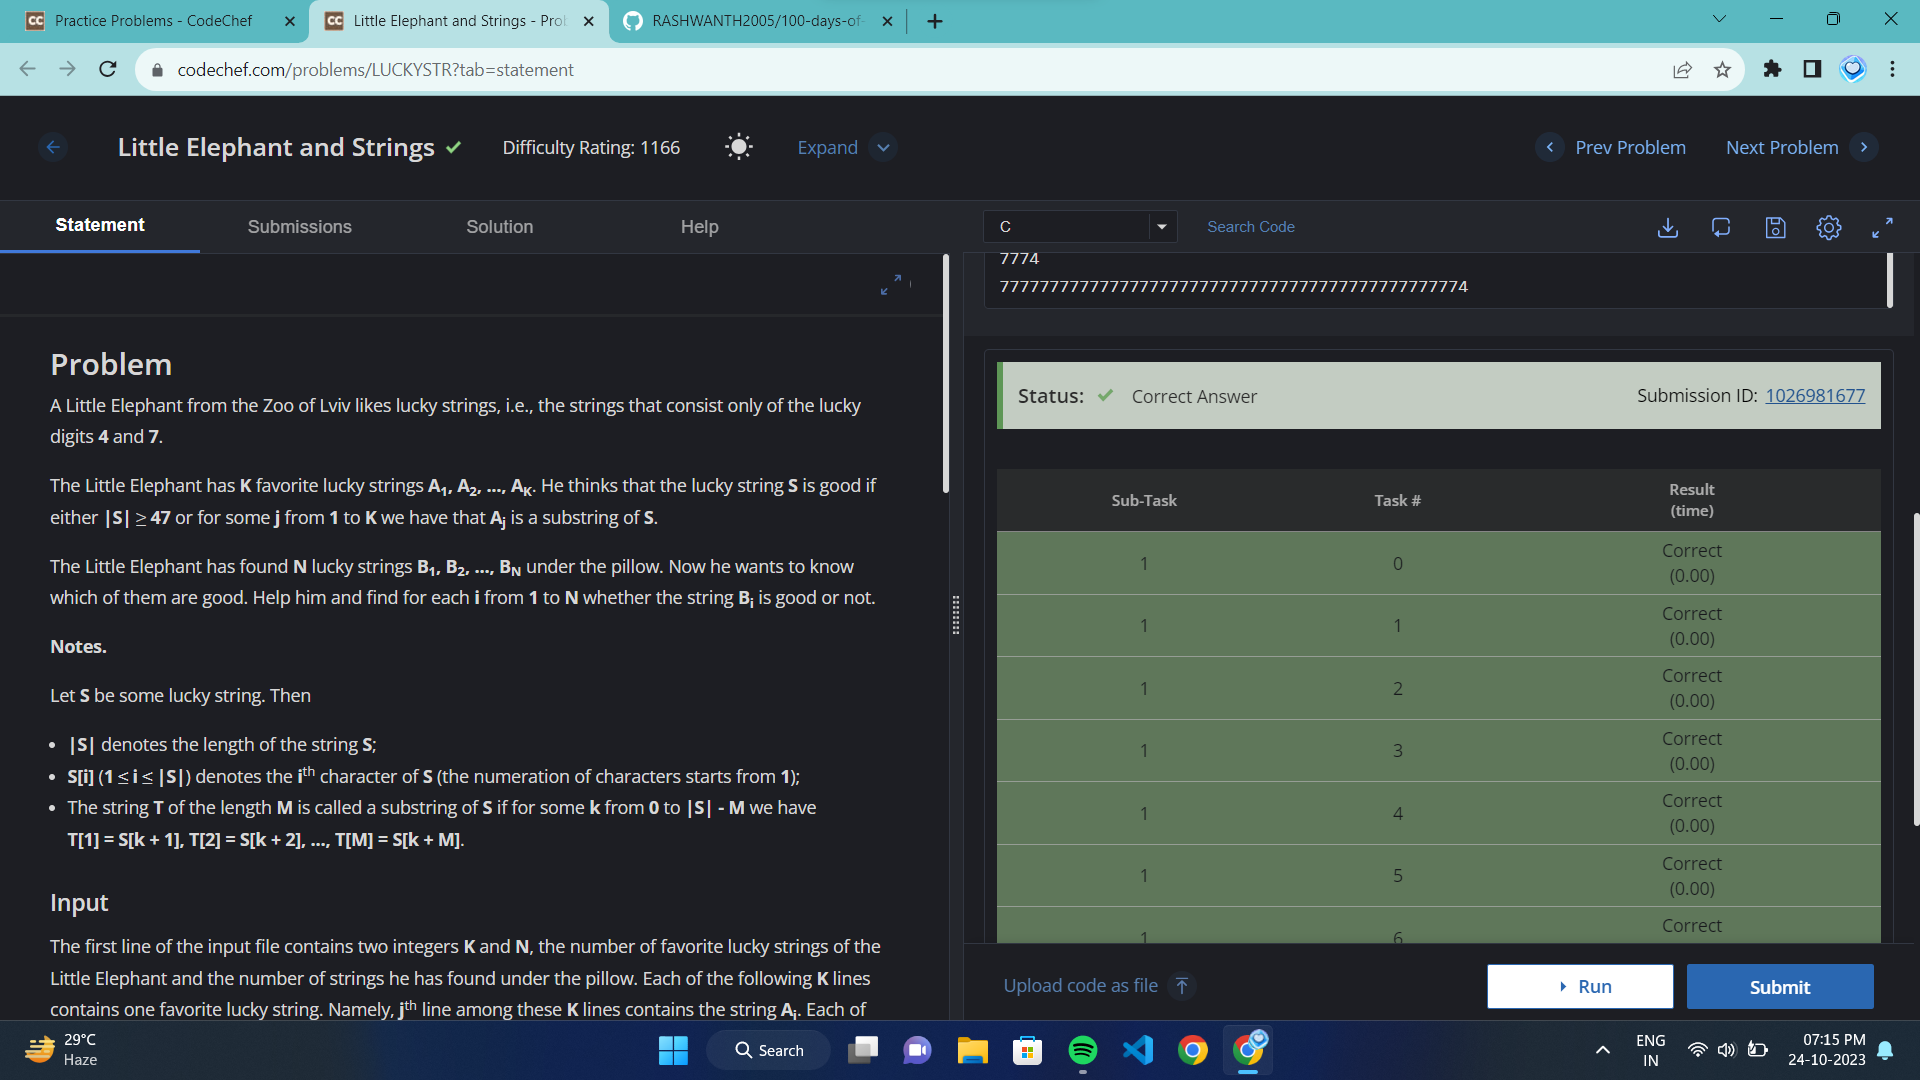 Practice Problems - CodeChef
Little Elephant and Strings - Prob
RASHWANTH2005/100-days-of-
codechef.com/problems/LUCKYSTR?tab=statement
Little Elephant and Strings
Difficulty Rating: 1166
Expand
Prev Problem
Next Problem
Statement
Submissions
Solution
Help
C
Search Code
Problem
A Little Elephant from the Zoo of Lviv likes lucky strings, i.e., the strings that consist only of the lucky
digits 4 and 7.
The Little Elephant has K favorite lucky strings A1, A2, ..., AK. He thinks that the lucky string S is good if
either |S| ≥ 47 or for some j from 1 to K we have that Aj is a substring of S.
The Little Elephant has found N lucky strings B1, B2, ..., BN under the pillow. Now he wants to know
which of them are good. Help him and find for each i from 1 to N whether the string Bi is good or not.
Notes.
Let S be some lucky string. Then
• |S| denotes the length of the string S;
• S[i] (1 ≤ i ≤ |S|) denotes the ith character of S (the numeration of characters starts from 1);
• The string T of the length M is called a substring of S if for some k from 0 to |S| - M we have
T[1] = S[k + 1], T[2] = S[k + 2], ..., T[M] = S[k + M].
Input
The first line of the input file contains two integers K and N, the number of favorite lucky strings of the
Little Elephant and the number of strings he has found under the pillow. Each of the following K lines
contains one favorite lucky string. Namely, jth line among these K lines contains the string Aj. Each of
7774
77777777777777777777777777777777777777777777774
Status: Correct Answer
Submission ID: 1026981677
Sub-Task Task # Result
(time)
1 0 Correct
(0.00)
1 1 Correct
(0.00)
1 2 Correct
(0.00)
1 3 Correct
(0.00)
1 4 Correct
(0.00)
1 5 Correct
(0.00)
1 6 Correct
Upload code as file
Run
Submit
29°C
Haze
Search
ENG
IN
07:15 PM
24-10-2023